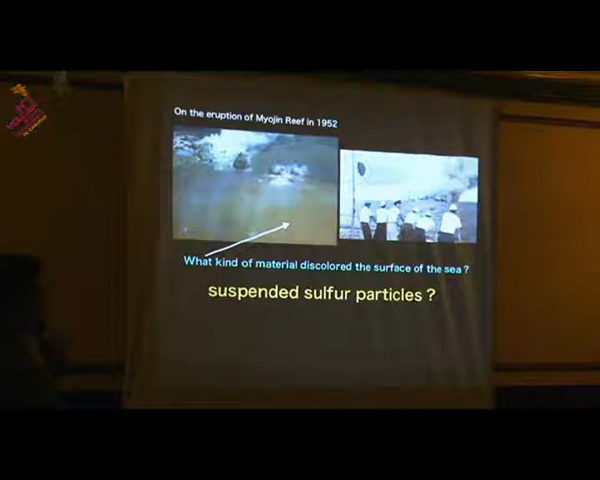 On the eruption of Myojin Reef in 1952
What kind of material discolored the surface of the sea?
suspended sulfur particles?